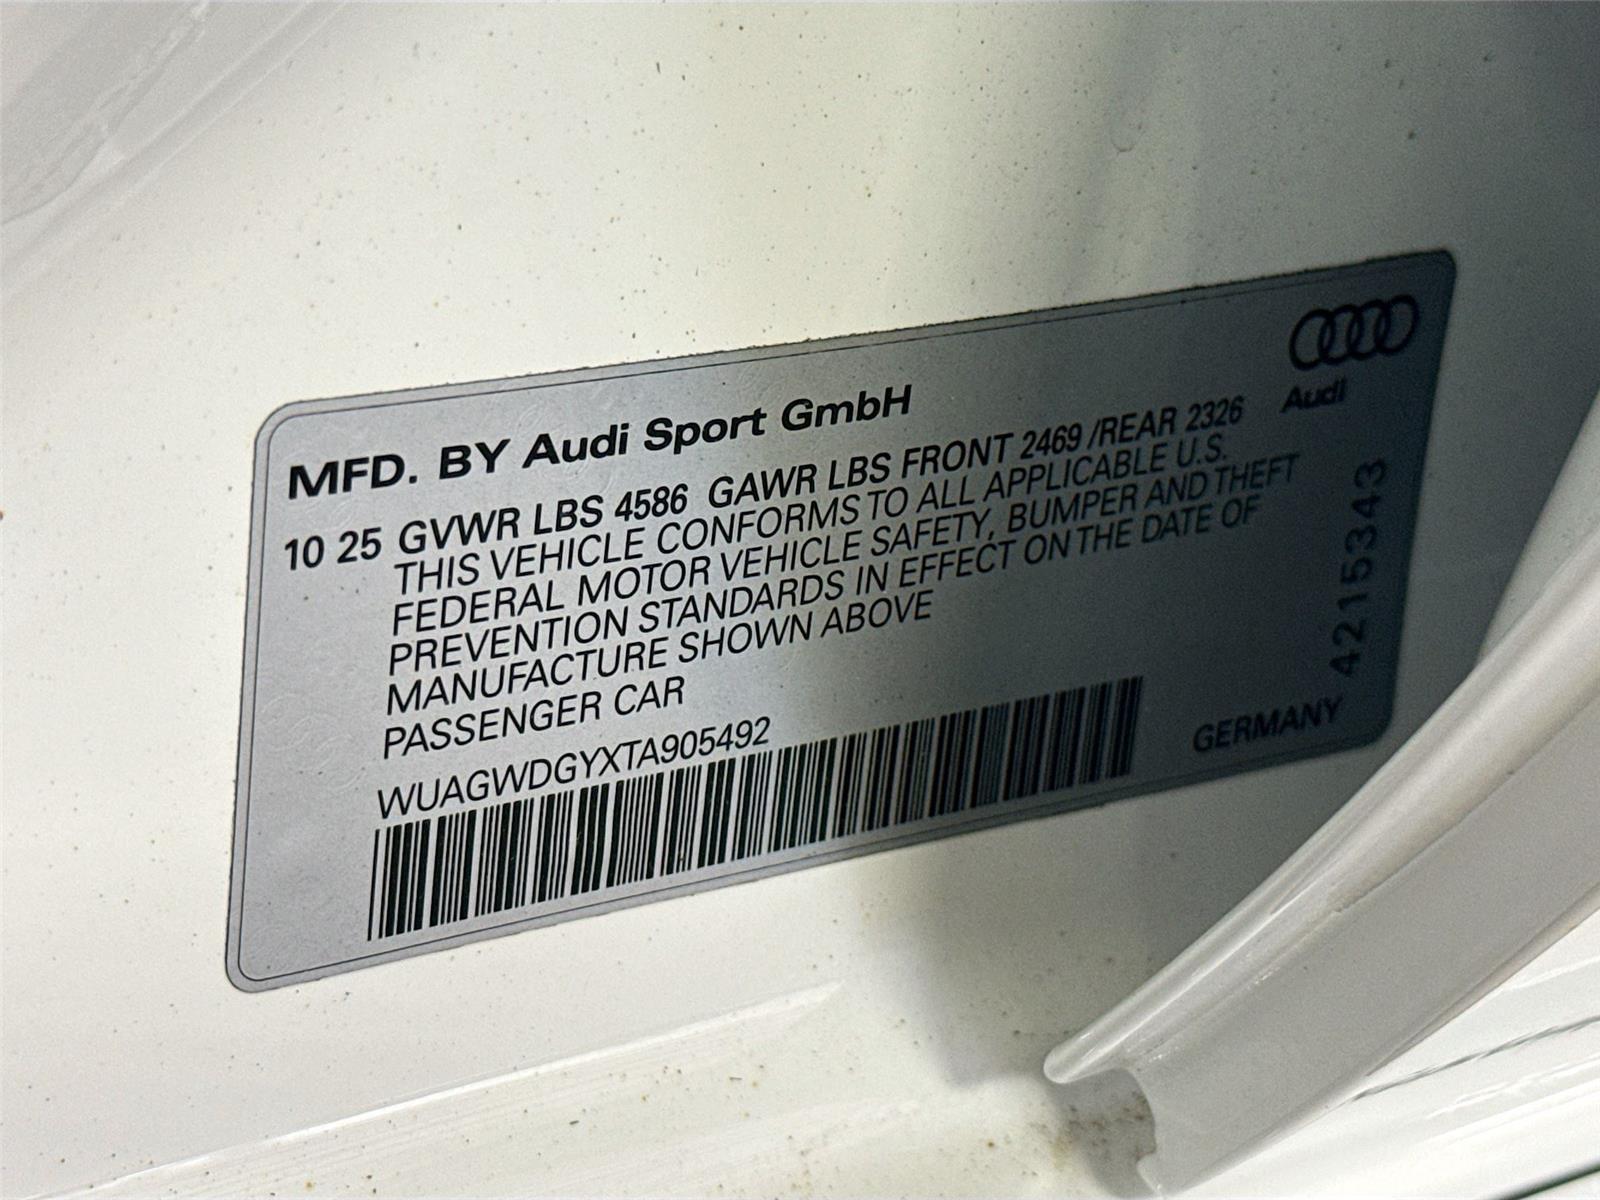 MFD. BY Audi Sport GmbH
10 25 GVWR LBS 4586 GAWR LBS FRONT 2469 /REAR 2326
THIS VEHICLE CONFORMS TO ALL APPLICABLE U.S.
FEDERAL MOTOR VEHICLE SAFETY, BUMPER AND THEFT
PREVENTION STANDARDS IN EFFECT ON THE DATE OF
MANUFACTURE SHOWN ABOVE
PASSENGER CAR
WUAGWDGYXTA905492
Audi
4215343
GERMANY